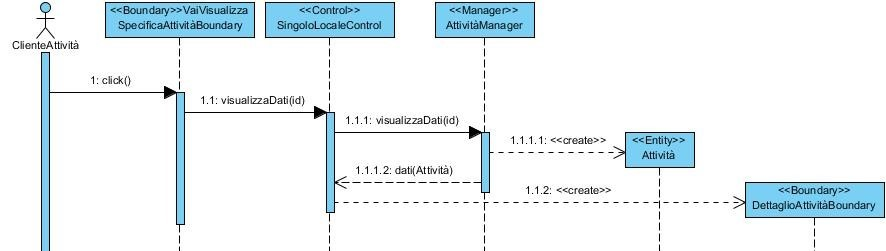 <<Boundary>>VaiVisualizza
SpecificaAttivitàBoundary
<<Control>>
SingoloLocaleControl
<<Manager>>
AttivitàManager
ClienteAttività
1: click()
1.1: visualizzaDati(id)
1.1.1: visualizzaDati(id)
1.1.1.1: <<create>>
<<Entity>>
Attività
1.1.1.2: dati(Attività)
1.1.2: <<create>>
<<Boundary>>
DettaglioAttivitàBoundary